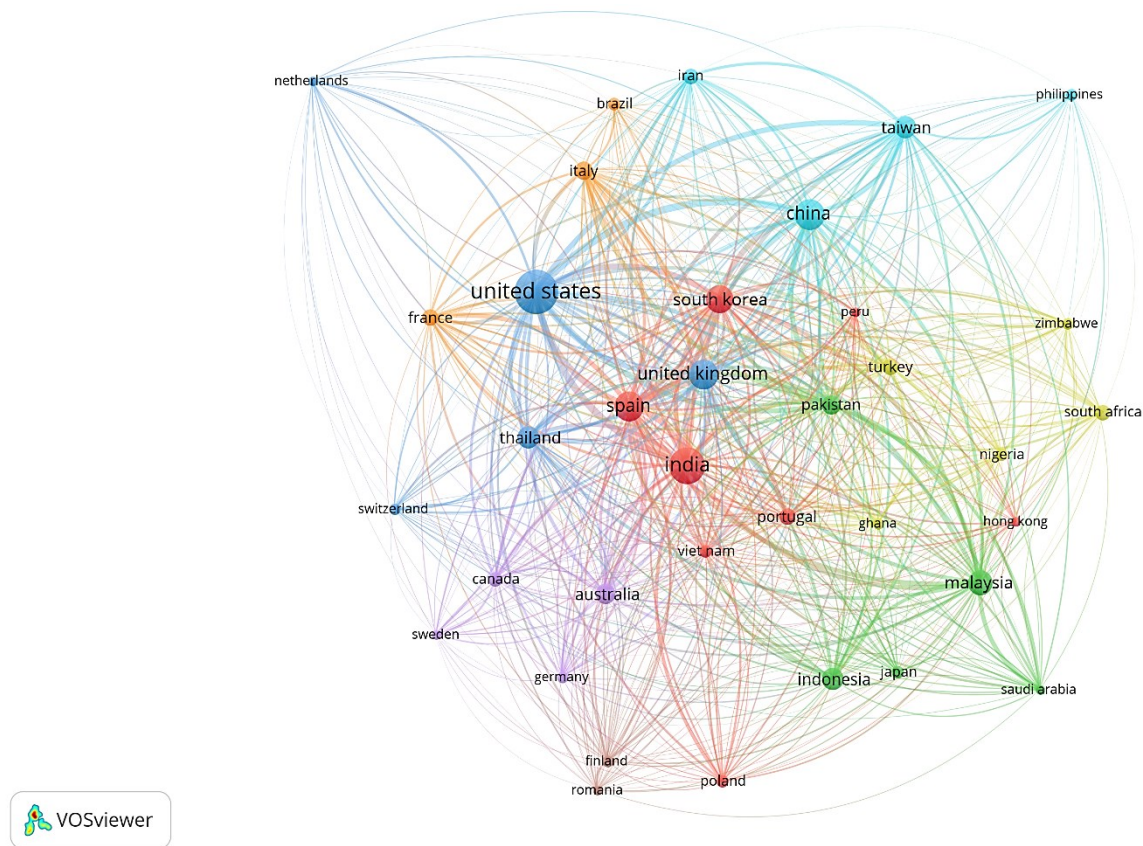 netherlands
iran
philippines
brazil
taiwan
italy
china
united states
south korea
peru
france
zimbabwe
turkey
united kingdom
spain
pakistan
south africa
thailand
nigeria
india
switzerland
portugal
ghana
hong kong
viet nam
canada
malaysia
australia
sweden
germany
japan
indonesia
saudi arabia
finland
poland
romania
VOSviewer